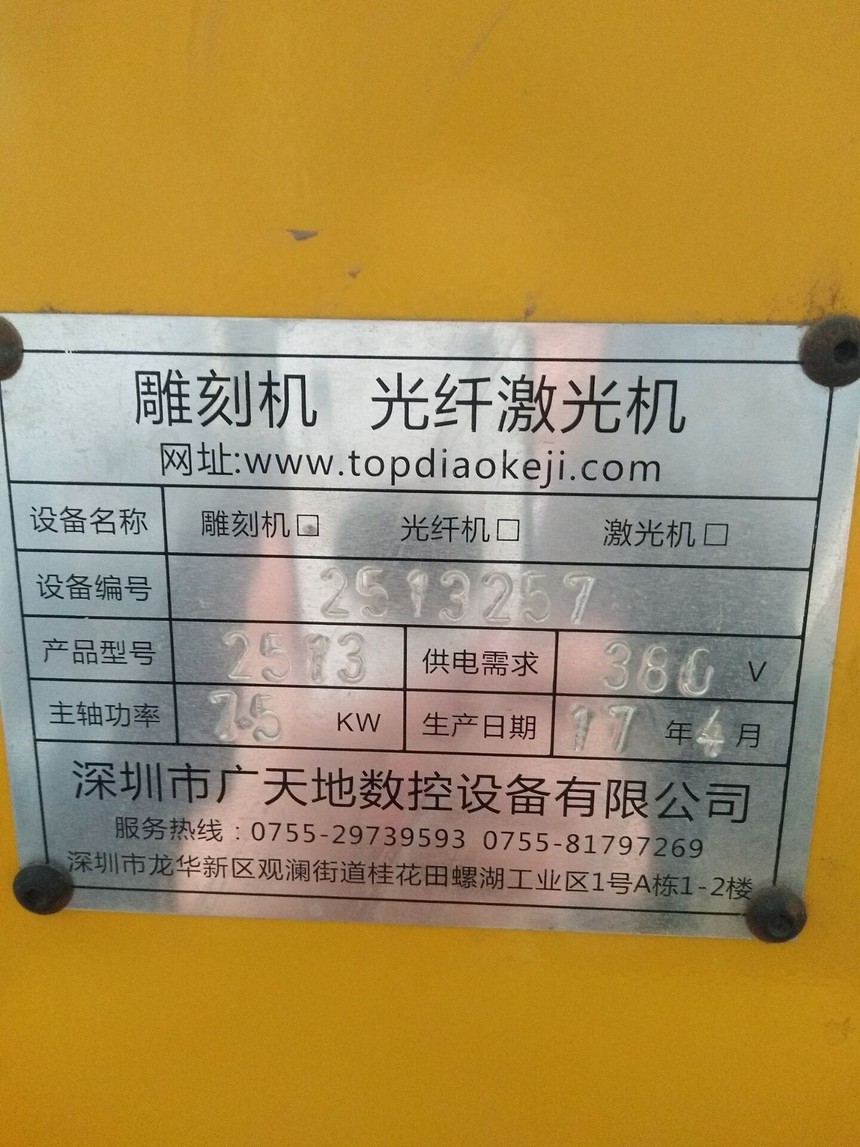 雕刻机 光纤激光机
网址:www.topdiaokeji.com
设备名称 雕刻机□ 光纤机□ 激光机□
设备编号 2513257
产品型号 2513 供电需求 380 V
主轴功率 7.5 KW 生产日期 17 年 4 月
深圳市广天地数控设备有限公司
服务热线：0755-29739593 0755-81797269
深圳市龙华新区观澜街道桂花田螺湖工业区1号A栋1-2楼